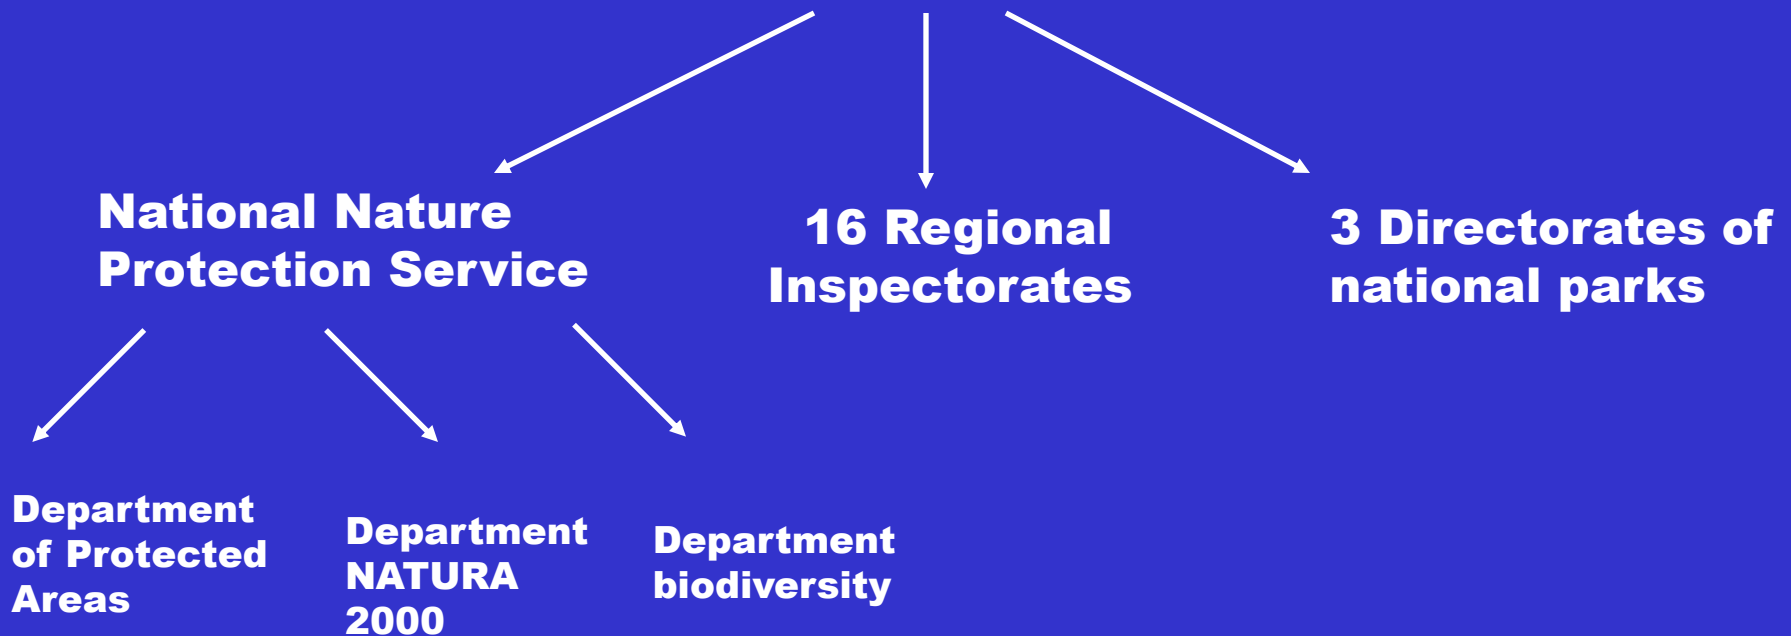 National Nature
Protection Service
16 Regional
Inspectorates
3 Directorates of
national parks
Department
of Protected
Areas
Department
NATURA
2000
Department
biodiversity